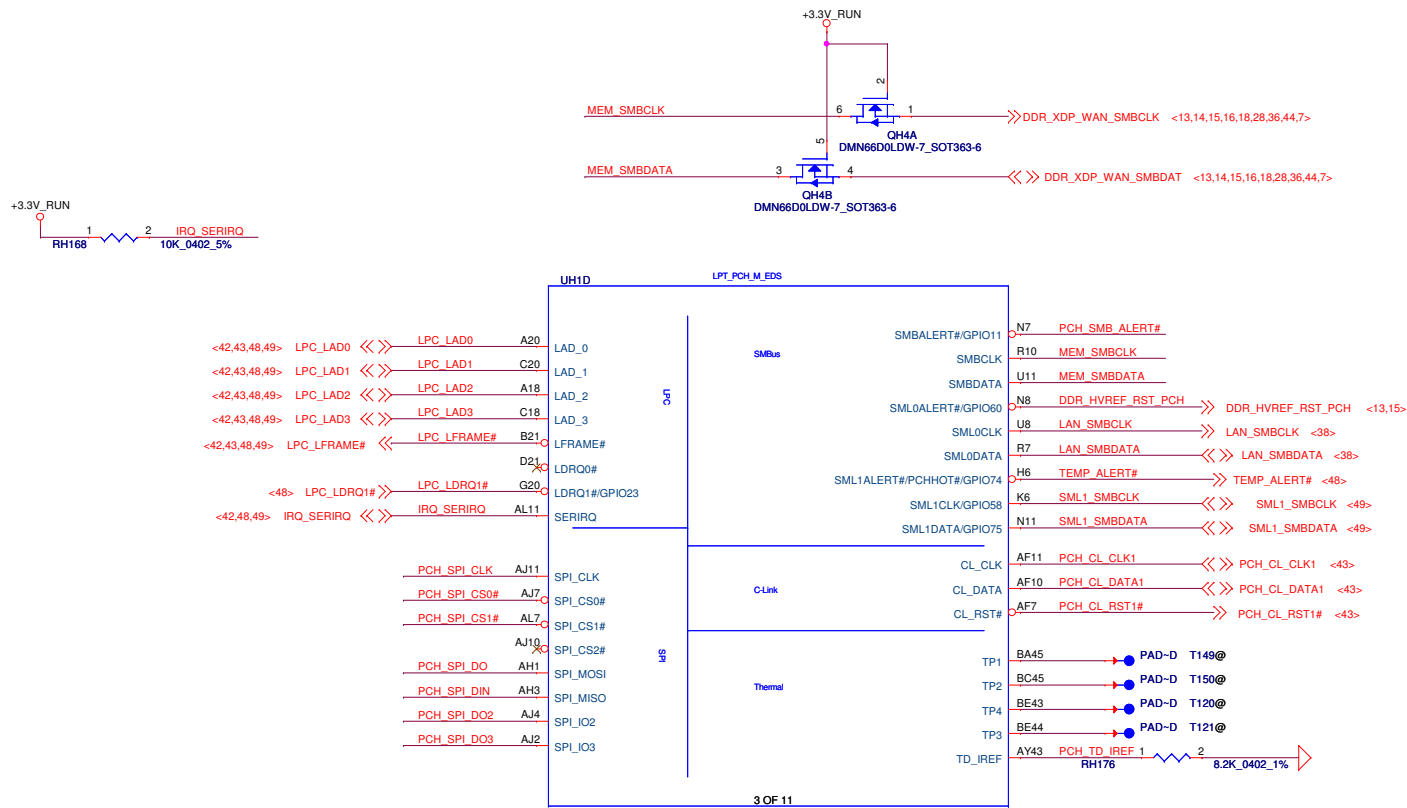 +3.3V_RUN
2
MEM_SMBCLK 6 1 DDR_XDP_WAN_SMBCLK <13,14,15,16,18,28,36,44,7>
QH4A
DMN66D0LDW-7_SOT363-6
5
MEM_SMBDATA 3 4 DDR_XDP_WAN_SMBDAT <13,14,15,16,18,28,36,44,7>
QH4B
DMN66D0LDW-7_SOT363-6
+3.3V_RUN
1 2 IRQ_SERIRQ
RH168 10K_0402_5%
UH1D LPT_PCH_M_EDS
<42,43,48,49> LPC_LAD0 LPC_LAD0 A20 LAD_0
<42,43,48,49> LPC_LAD1 LPC_LAD1 C20 LAD_1
<42,43,48,49> LPC_LAD2 LPC_LAD2 A18 LAD_2
<42,43,48,49> LPC_LAD3 LPC_LAD3 C18 LAD_3
<42,43,48,49> LPC_LFRAME# LPC_LFRAME# B21 LFRAME#
D21 LDRQ0#
<48> LPC_LDRQ1# LPC_LDRQ1# G20 LDRQ1#/GPIO23
<42,48,49> IRQ_SERIRQ IRQ_SERIRQ AL11 SERIRQ
LPC
PCH_SPI_CLK AJ11 SPI_CLK
PCH_SPI_CS0# AJ7 SPI_CS0#
PCH_SPI_CS1# AL7 SPI_CS1#
AJ10 SPI_CS2#
PCH_SPI_DO AH1 SPI_MOSI
PCH_SPI_DIN AH3 SPI_MISO
PCH_SPI_DO2 AJ4 SPI_IO2
PCH_SPI_DO3 AJ2 SPI_IO3
SPI
SMBus
SMBALERT#/GPIO11 N7 PCH_SMB_ALERT#
SMBCLK R10 MEM_SMBCLK
SMBDATA U11 MEM_SMBDATA
SML0ALERT#/GPIO60 N8 DDR_HVREF_RST_PCH DDR_HVREF_RST_PCH <13,15>
SML0CLK U8 LAN_SMBCLK LAN_SMBCLK <38>
SML0DATA R7 LAN_SMBDATA LAN_SMBDATA <38>
SML1ALERT#/PCHHOT#/GPIO74 H6 TEMP_ALERT# TEMP_ALERT# <48>
SML1CLK/GPIO58 K6 SML1_SMBCLK SML1_SMBCLK <49>
SML1DATA/GPIO75 N11 SML1_SMBDATA SML1_SMBDATA <49>
C-Link
CL_CLK AF11 PCH_CL_CLK1 PCH_CL_CLK1 <43>
CL_DATA AF10 PCH_CL_DATA1 PCH_CL_DATA1 <43>
CL_RST# AF7 PCH_CL_RST1# PCH_CL_RST1# <43>
Thermal
TP1 BA45 PAD~D T149@
TP2 BC45 PAD~D T150@
TP4 BE43 PAD~D T120@
TP3 BE44 PAD~D T121@
TD_IREF AY43 PCH_TD_IREF 1 2
RH176 8.2K_0402_1%
3 OF 11